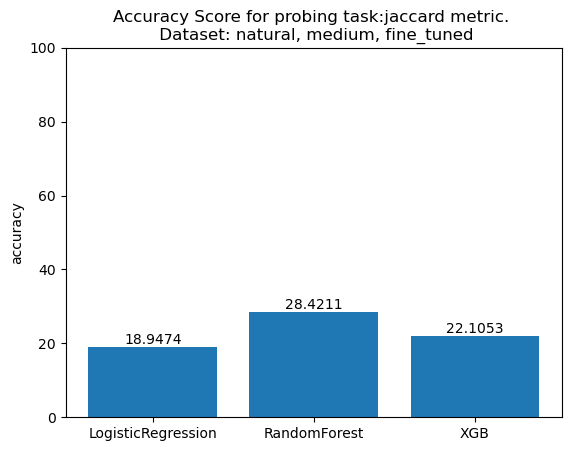 Accuracy Score for probing task:jaccard metric.
Dataset: natural, medium, fine_tuned
100
80
60
40
20
0
accuracy
18.9474
28.4211
22.1053
LogisticRegression
RandomForest
XGB